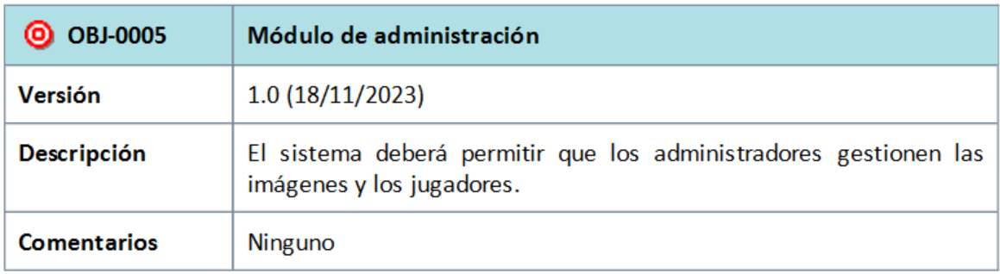 OBJ-0005 Módulo de administración
Versión 1.0 (18/11/2023)
Descripción El sistema deberá permitir que los administradores gestionen las
imágenes y los jugadores.
Comentarios Ninguno